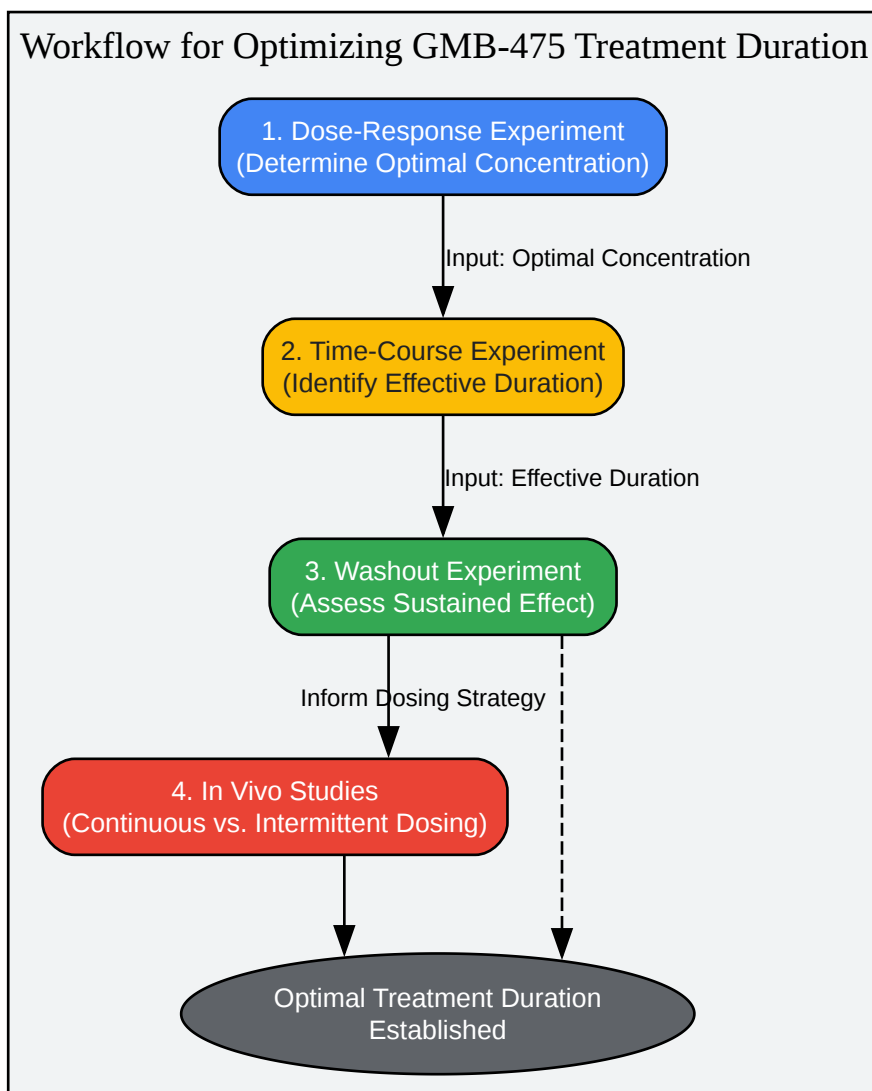 Workflow for Optimizing GMB-475 Treatment Duration
1. Dose-Response Experiment
(Determine Optimal Concentration)
Input: Optimal Concentration
2. Time-Course Experiment
(Identify Effective Duration)
Input: Effective Duration
3. Washout Experiment
(Assess Sustained Effect)
Inform Dosing Strategy
4. In Vivo Studies
(Continuous vs. Intermittent Dosing)
Optimal Treatment Duration
Established